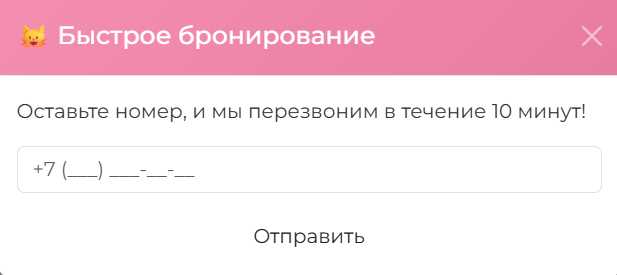 Быстрое бронирование
Оставьте номер, и мы перезвоним в течение 10 минут!
+7 (___) ___-__-__
Отправить